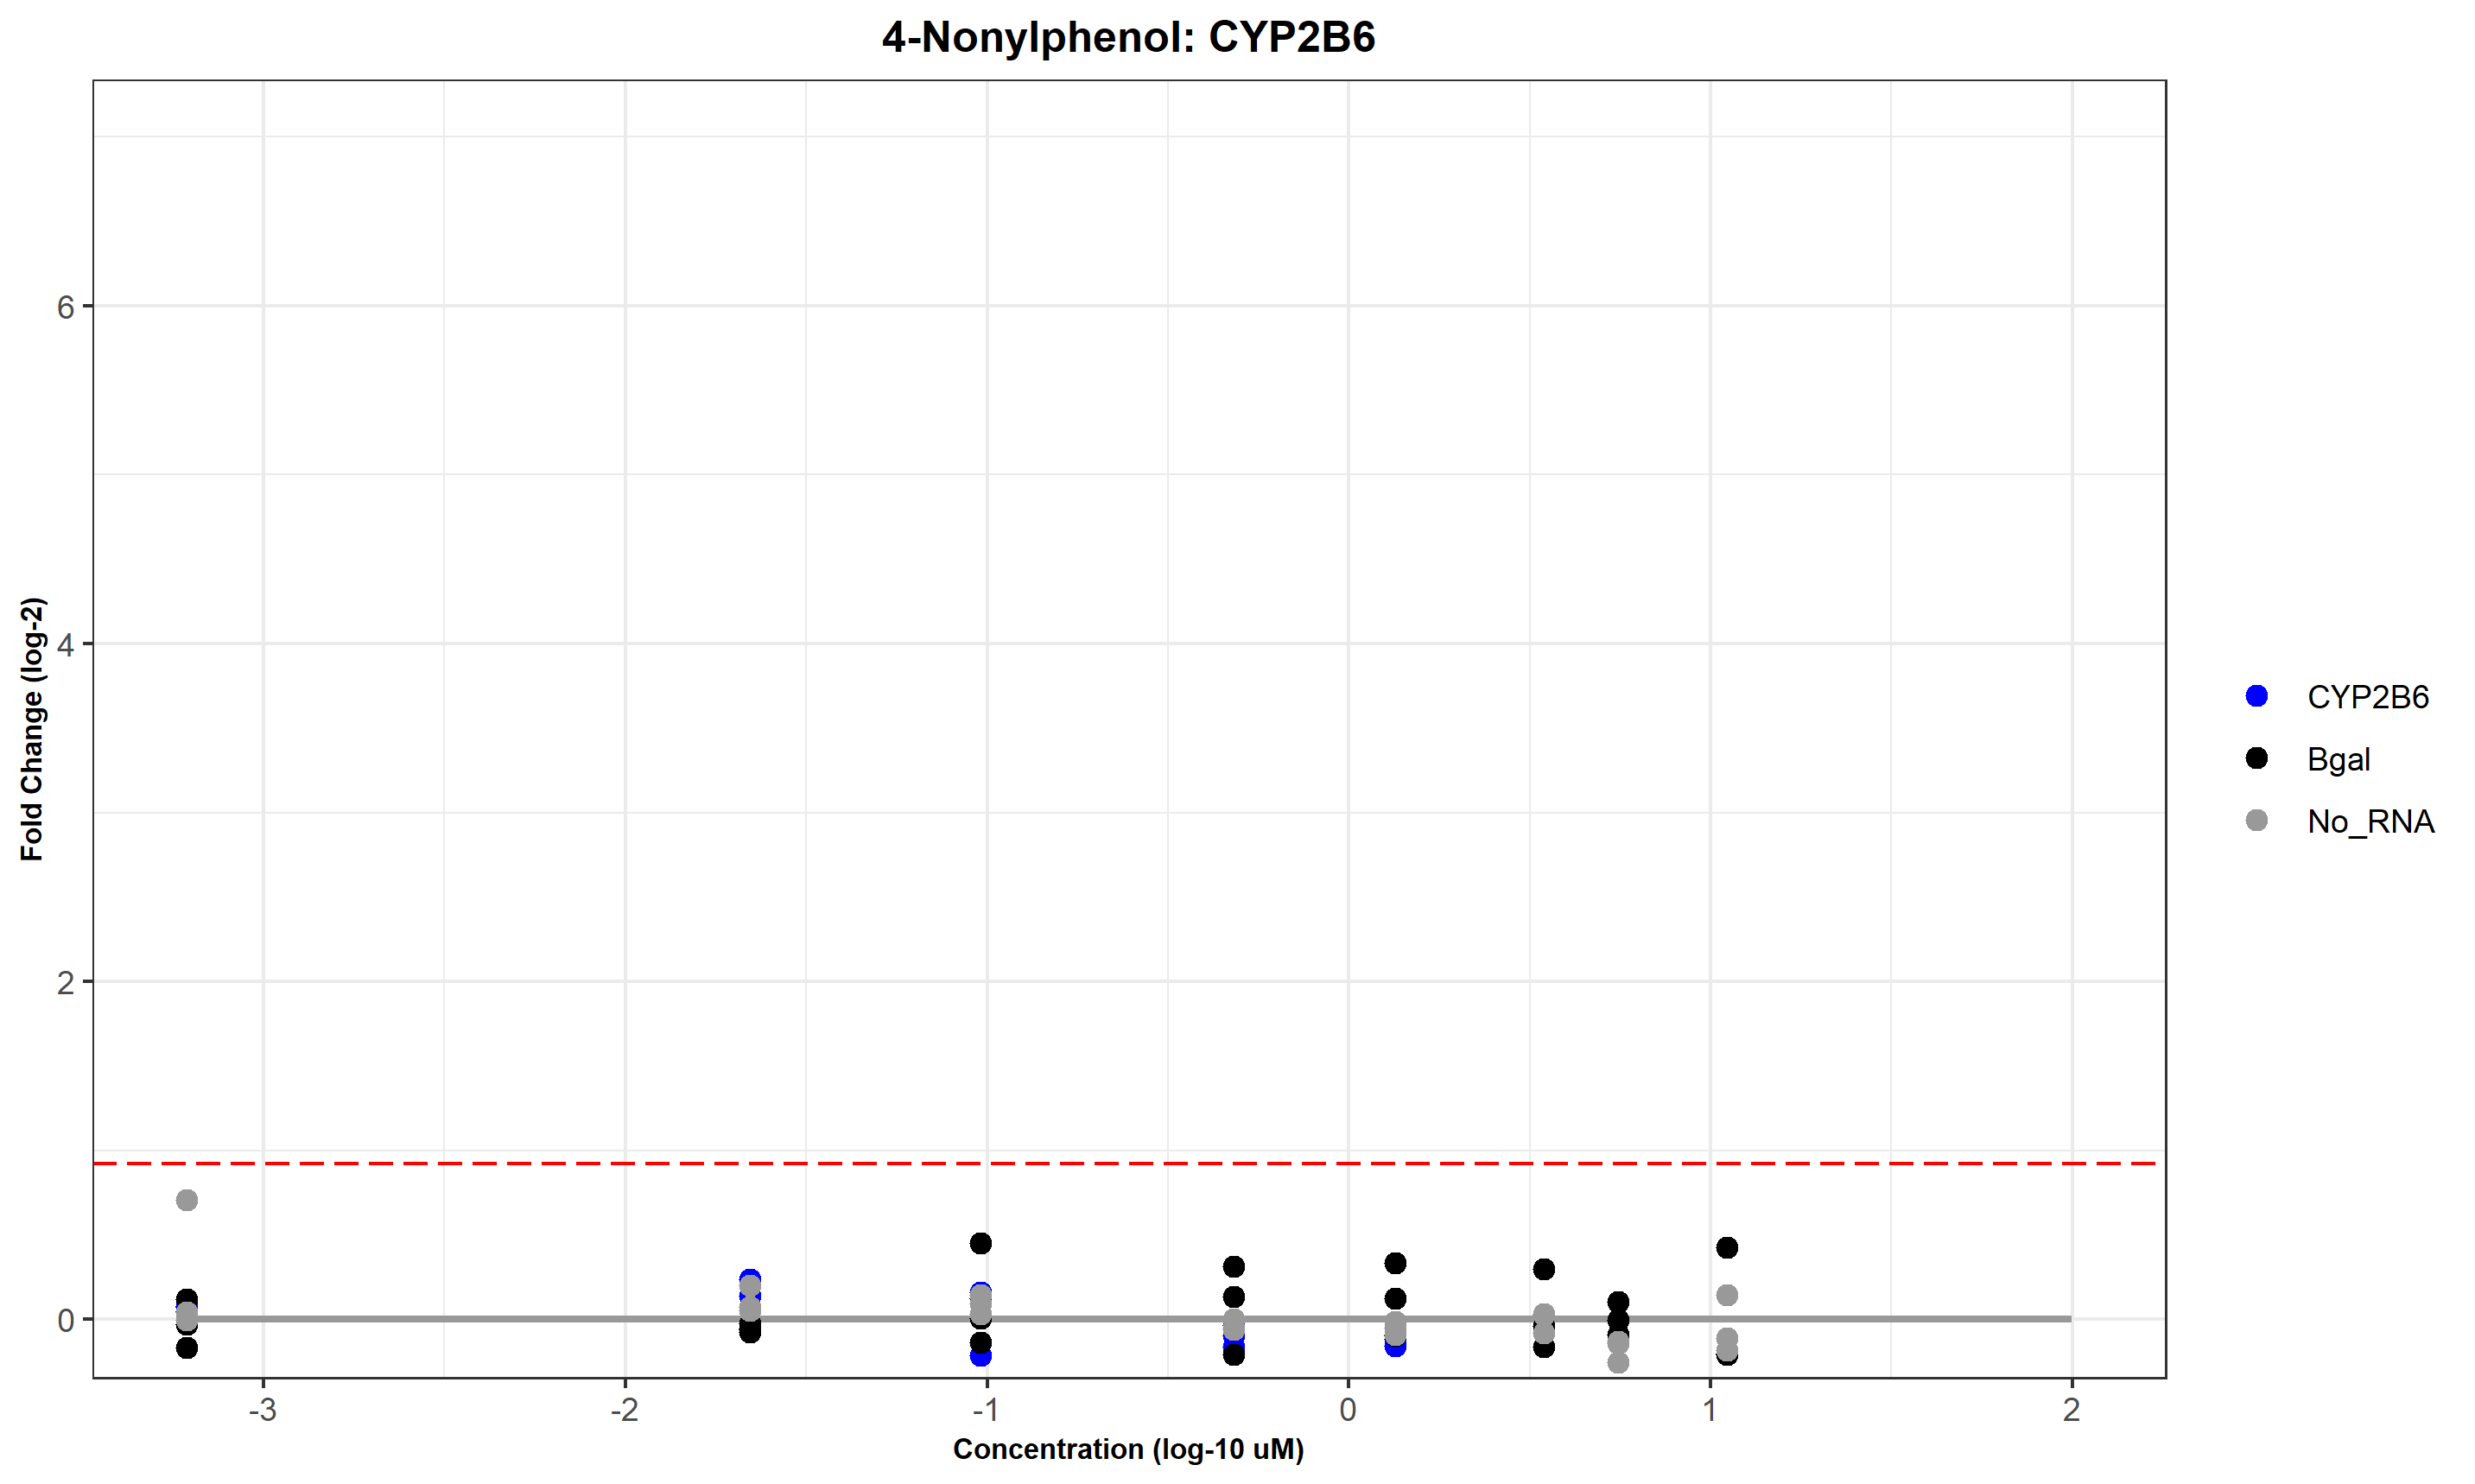 4-Nonylphenol: CYP2B6
Fold Change (log-2)
6
4
2
0
-3
-2
-1
0
1
2
Concentration (log-10 uM)
CYP2B6
Bgal
No_RNA